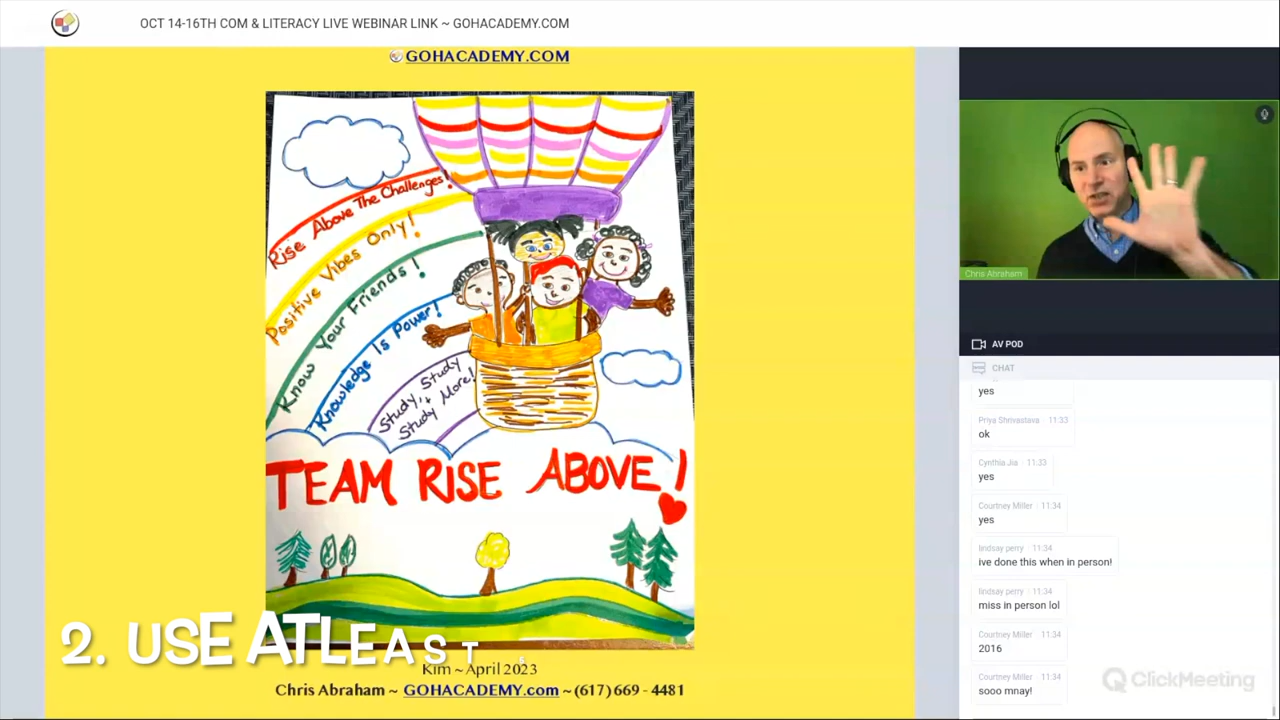 OCT 14-16TH COM & LITERACY LIVE WEBINAR LINK ~ GOHACADEMY.COM
GOHACADEMY.COM
Rise Above The Challenges!
Positive Vibes Only!
Know Your Friends!
Knowledge Is Power!
Study, Study
+
Study More!
TEAM RISE ABOVE!
2. USE ATLEAST
Kim ~ April 2023
Chris Abraham ~ GOHACADEMY.com ~ (617) 669 - 4481
Chris Abraham
AV POD
CHAT
yes
Priya Shrivastava 11:33
ok
Cynthia Jia 11:33
yes
Courtney Miller 11:34
yes
lindsay perry 11:34
ive done this when in person!
lindsay perry 11:34
miss in person lol
Courtney Miller 11:34
2016
Courtney Miller 11:34
sooo mnay!
ClickMeeting